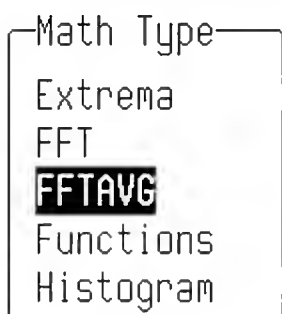 Math Type
Extrema
FFT
FFTAVG
Functions
Histogram